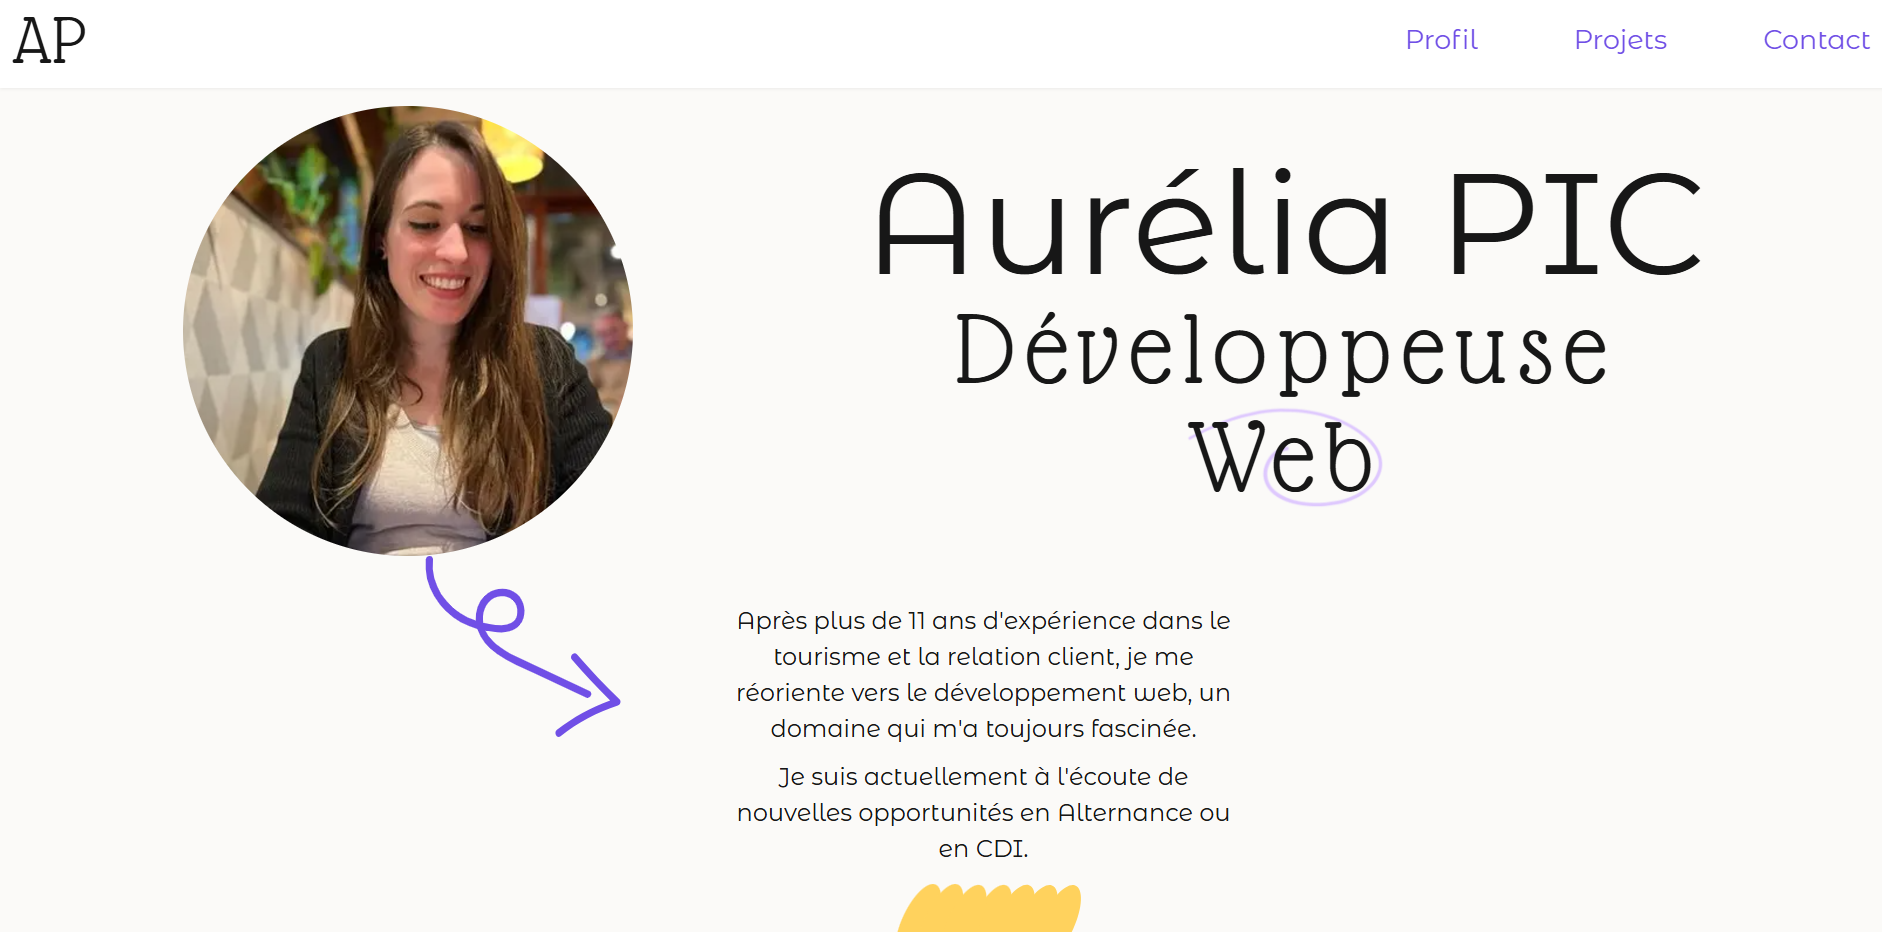 AP
Profil
Projets
Contact
Aurélia PIC
Développeuse
Web
Après plus de 11 ans d'expérience dans le
tourisme et la relation client, je me
réoriente vers le développement web, un
domaine qui m'a toujours fascinée.
Je suis actuellement à l'écoute de
nouvelles opportunités en Alternance ou
en CDI.